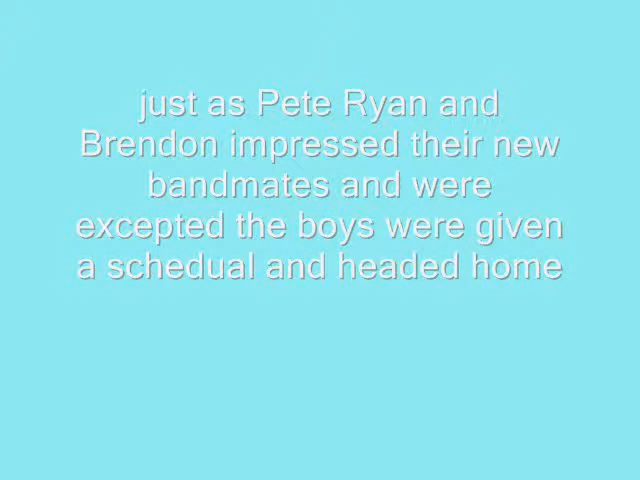 just as Pete Ryan and
Brendon impressed their new
bandmates and were
excepted the boys were given
a schedual and headed home